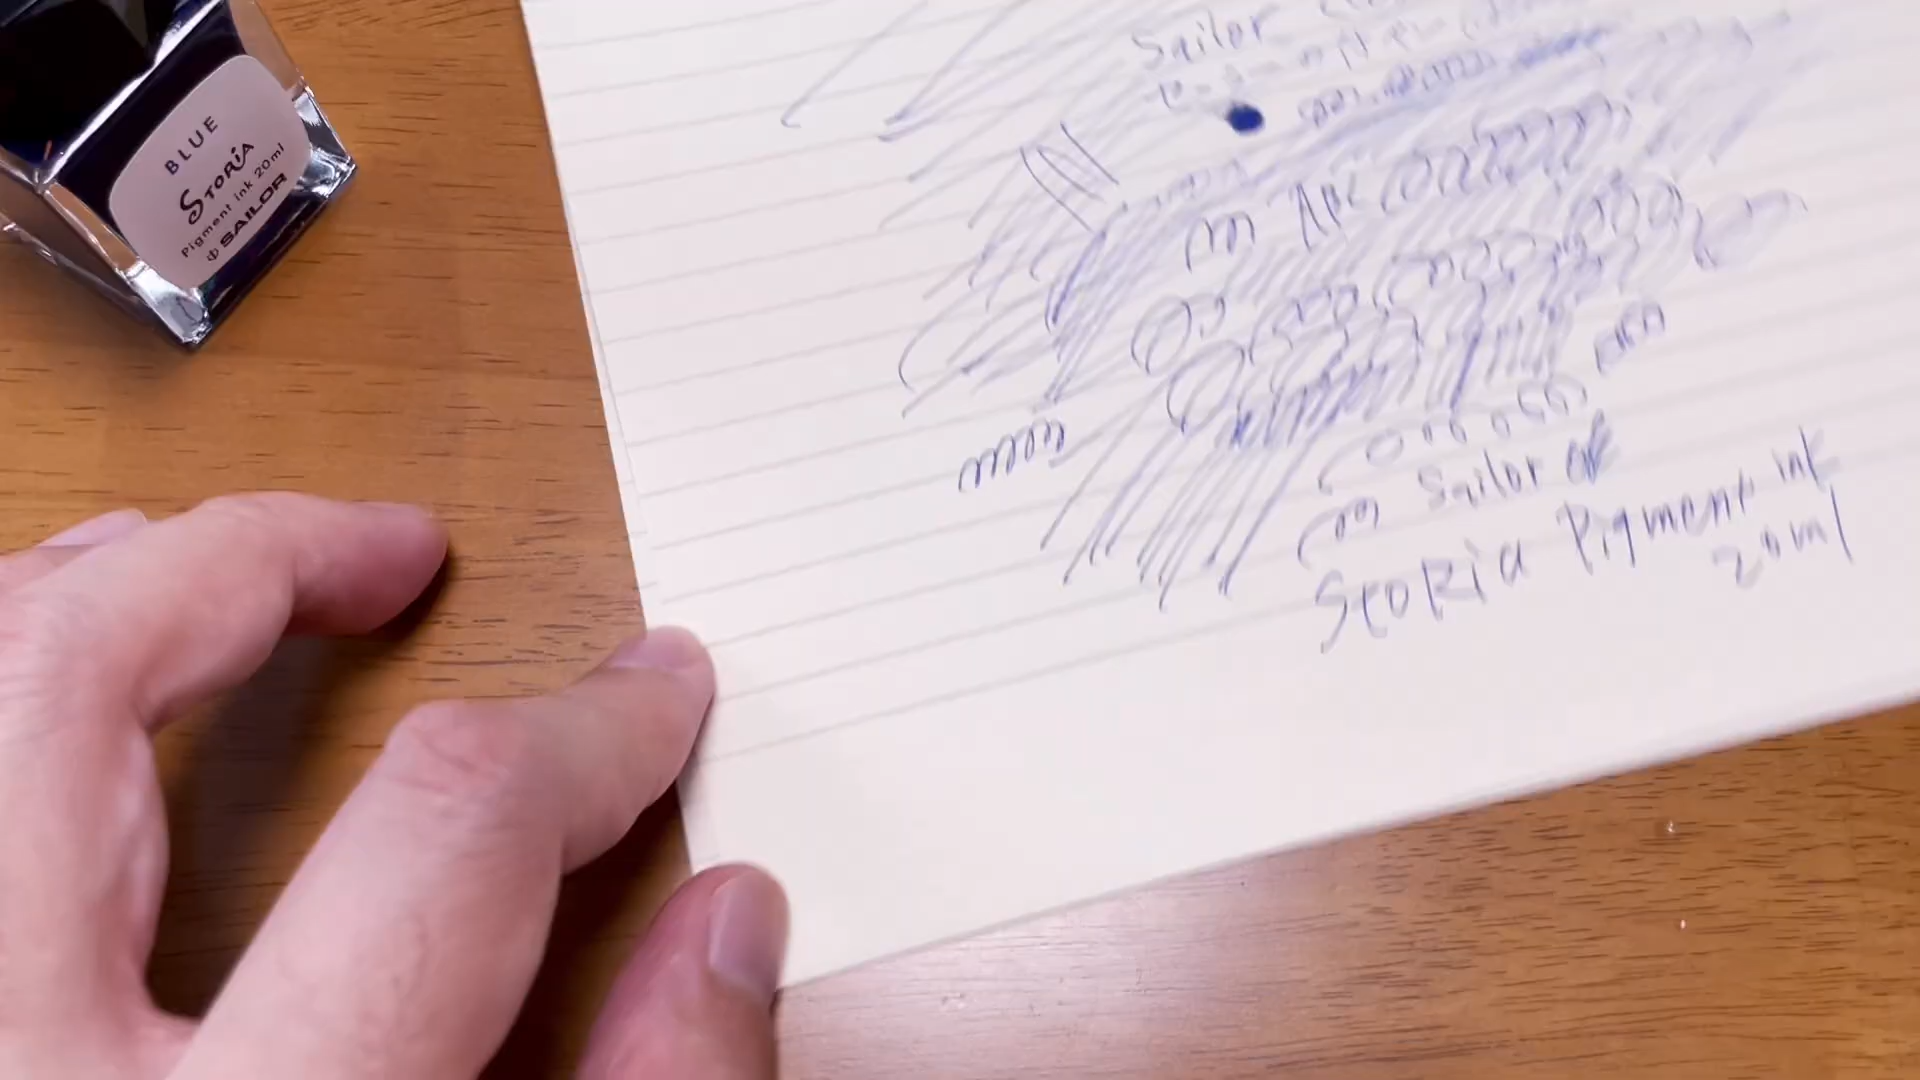 BLUE
STORiA
Pigment ink 20ml
SAILOR
Sailor
Sailor
Storia Pigment ink
20ml